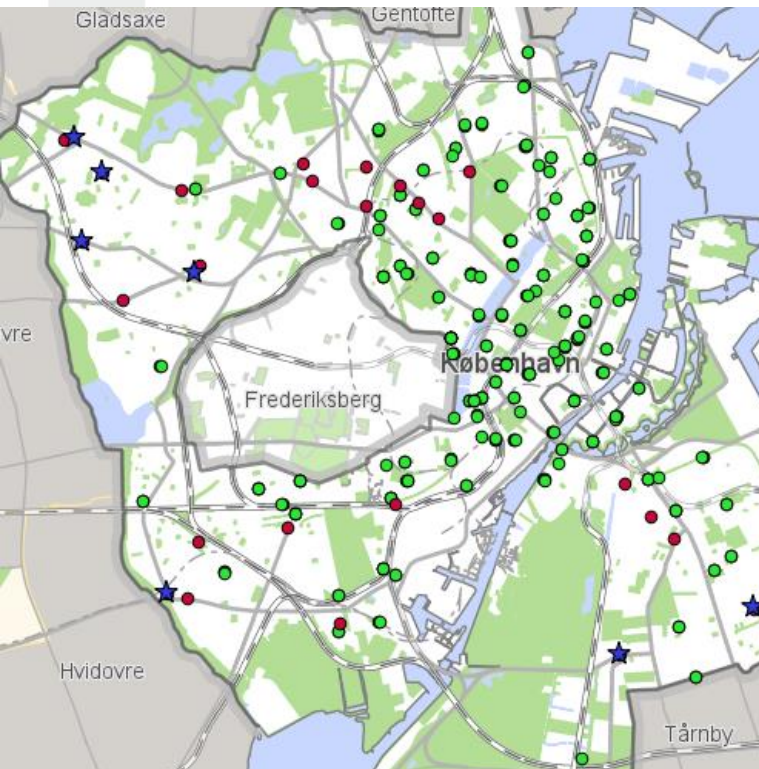 Gladsaxe
Gentofte
vre
København
Frederiksberg
Hvidovre
Tårnby